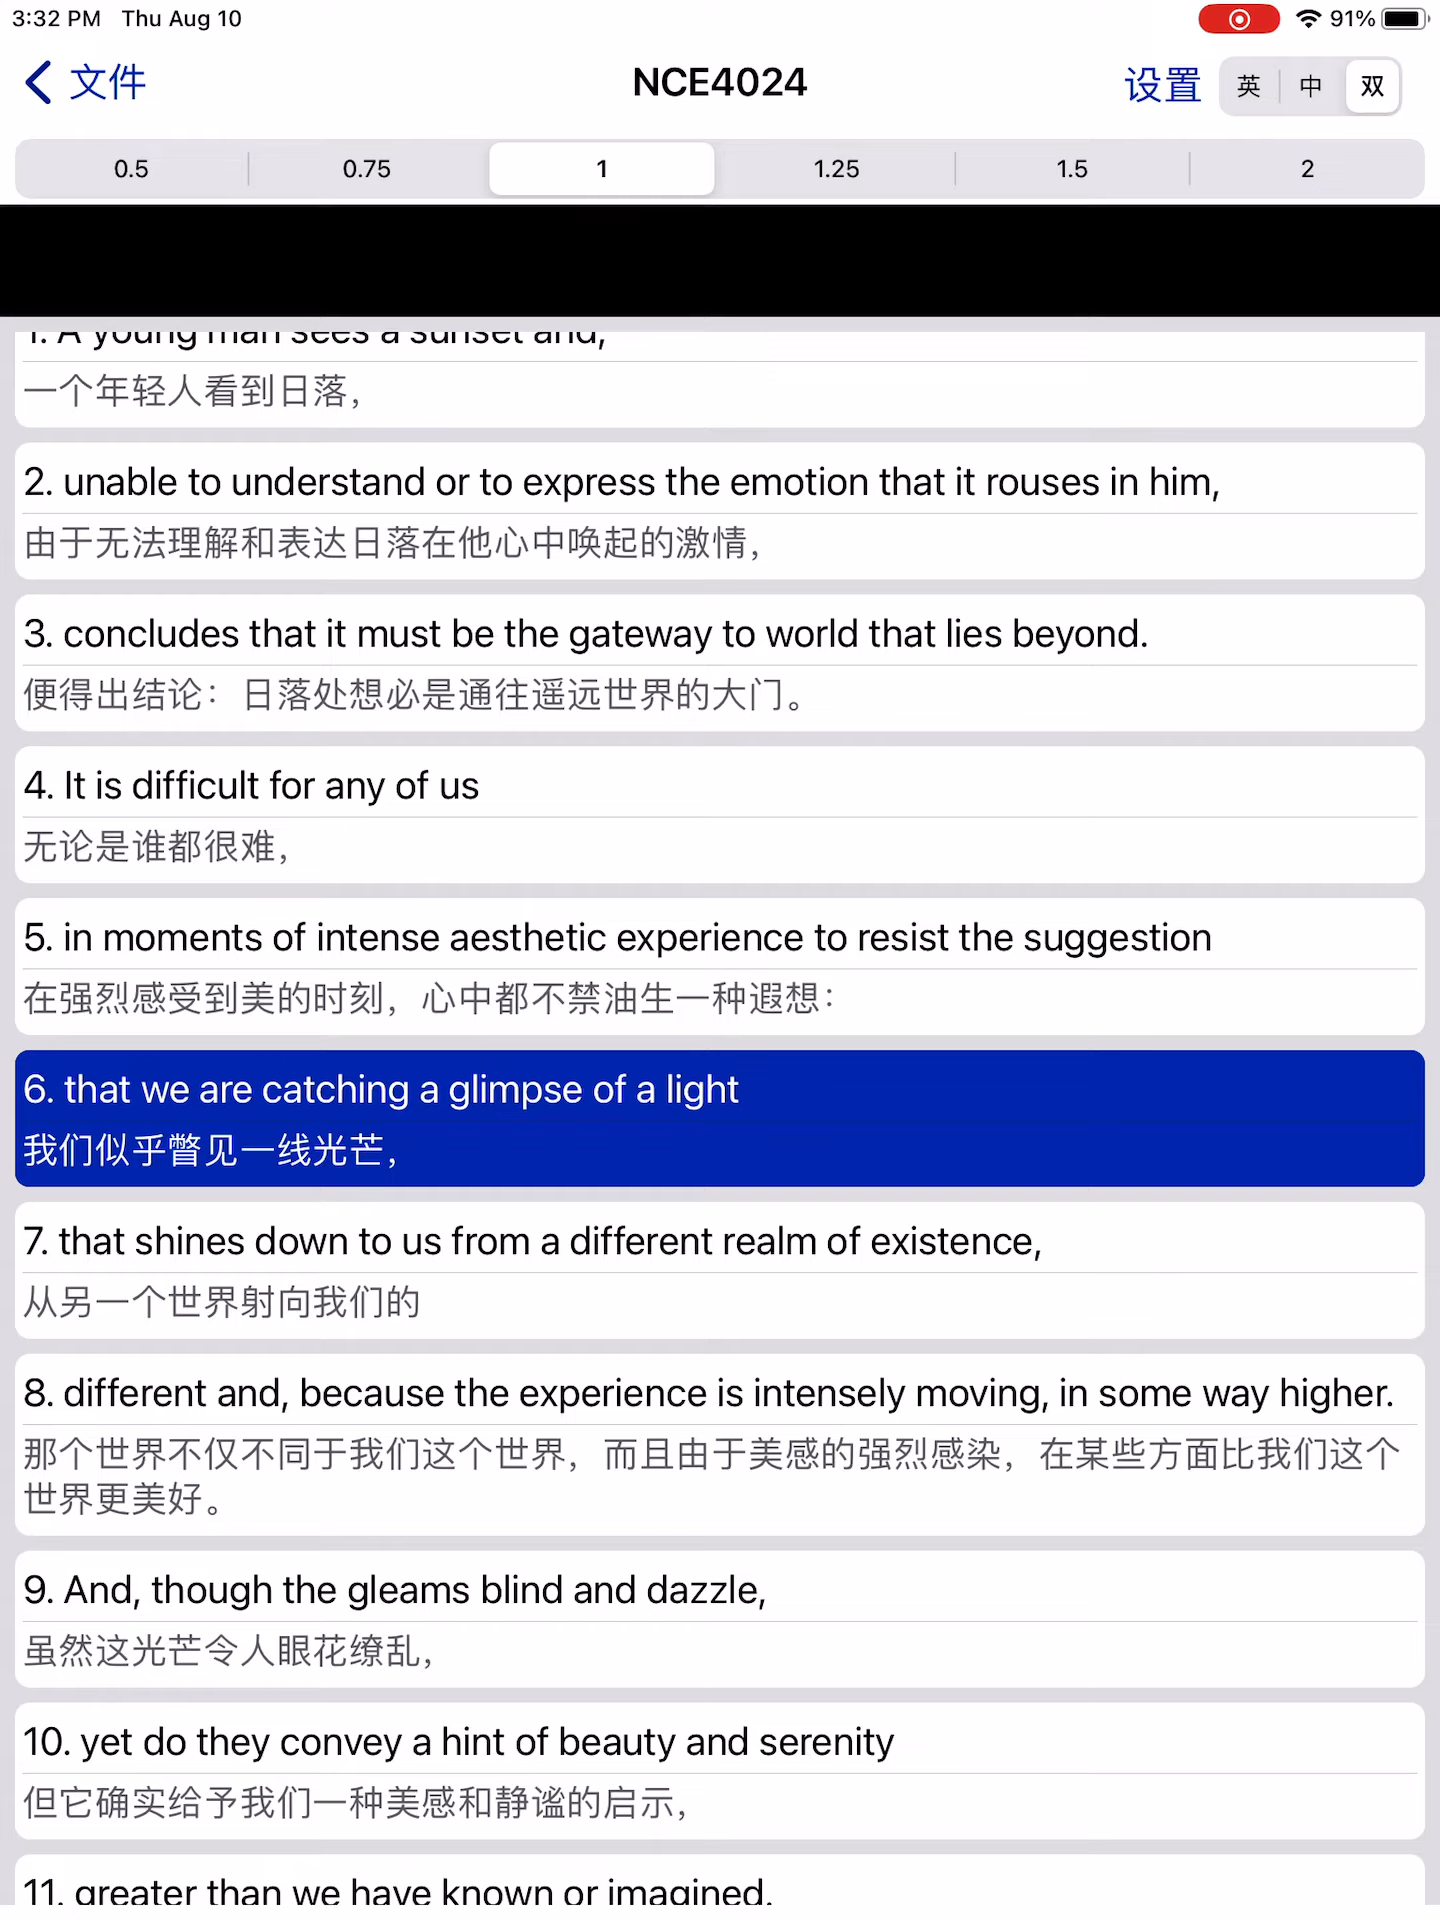 3:32 PM Thu Aug 10 91%
文件 NCE4024 设置 英 中 双
0.5 0.75 1 1.25 1.5 2
1. A young man sees a sunset and,
一个年轻人看到日落，
2. unable to understand or to express the emotion that it rouses in him,
由于无法理解和表达日落在他心中唤起的激情，
3. concludes that it must be the gateway to world that lies beyond.
便得出结论：日落处想必是通往遥远世界的大门。
4. It is difficult for any of us
无论是谁都很难，
5. in moments of intense aesthetic experience to resist the suggestion
在强烈感受到美的时刻，心中都不禁油生一种遐想：
6. that we are catching a glimpse of a light
我们似乎瞥见一线光芒，
7. that shines down to us from a different realm of existence,
从另一个世界射向我们的
8. different and, because the experience is intensely moving, in some way higher.
那个世界不仅不同于我们这个世界，而且由于美感的强烈感染，在某些方面比我们这个
世界更美好。
9. And, though the gleams blind and dazzle,
虽然这光芒令人眼花缭乱，
10. yet do they convey a hint of beauty and serenity
但它确实给予我们一种美感和静谧的启示，
11. greater than we have known or imagined.